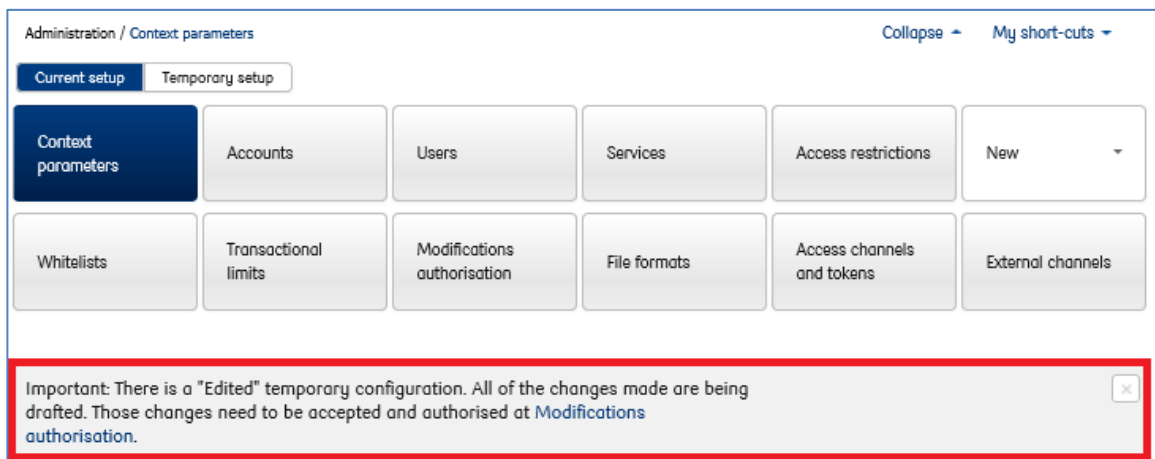 Administration / Context parameters
Collapse
My short-cuts
Current setup
Temporary setup
Context
parameters
Accounts
Users
Services
Access restrictions
New
Whitelists
Transactional
limits
Modifications
authorisation
File formats
Access channels
and tokens
External channels
Important: There is a "Edited" temporary configuration. All of the changes made are being
drafted. Those changes need to be accepted and authorised at Modifications
authorisation.